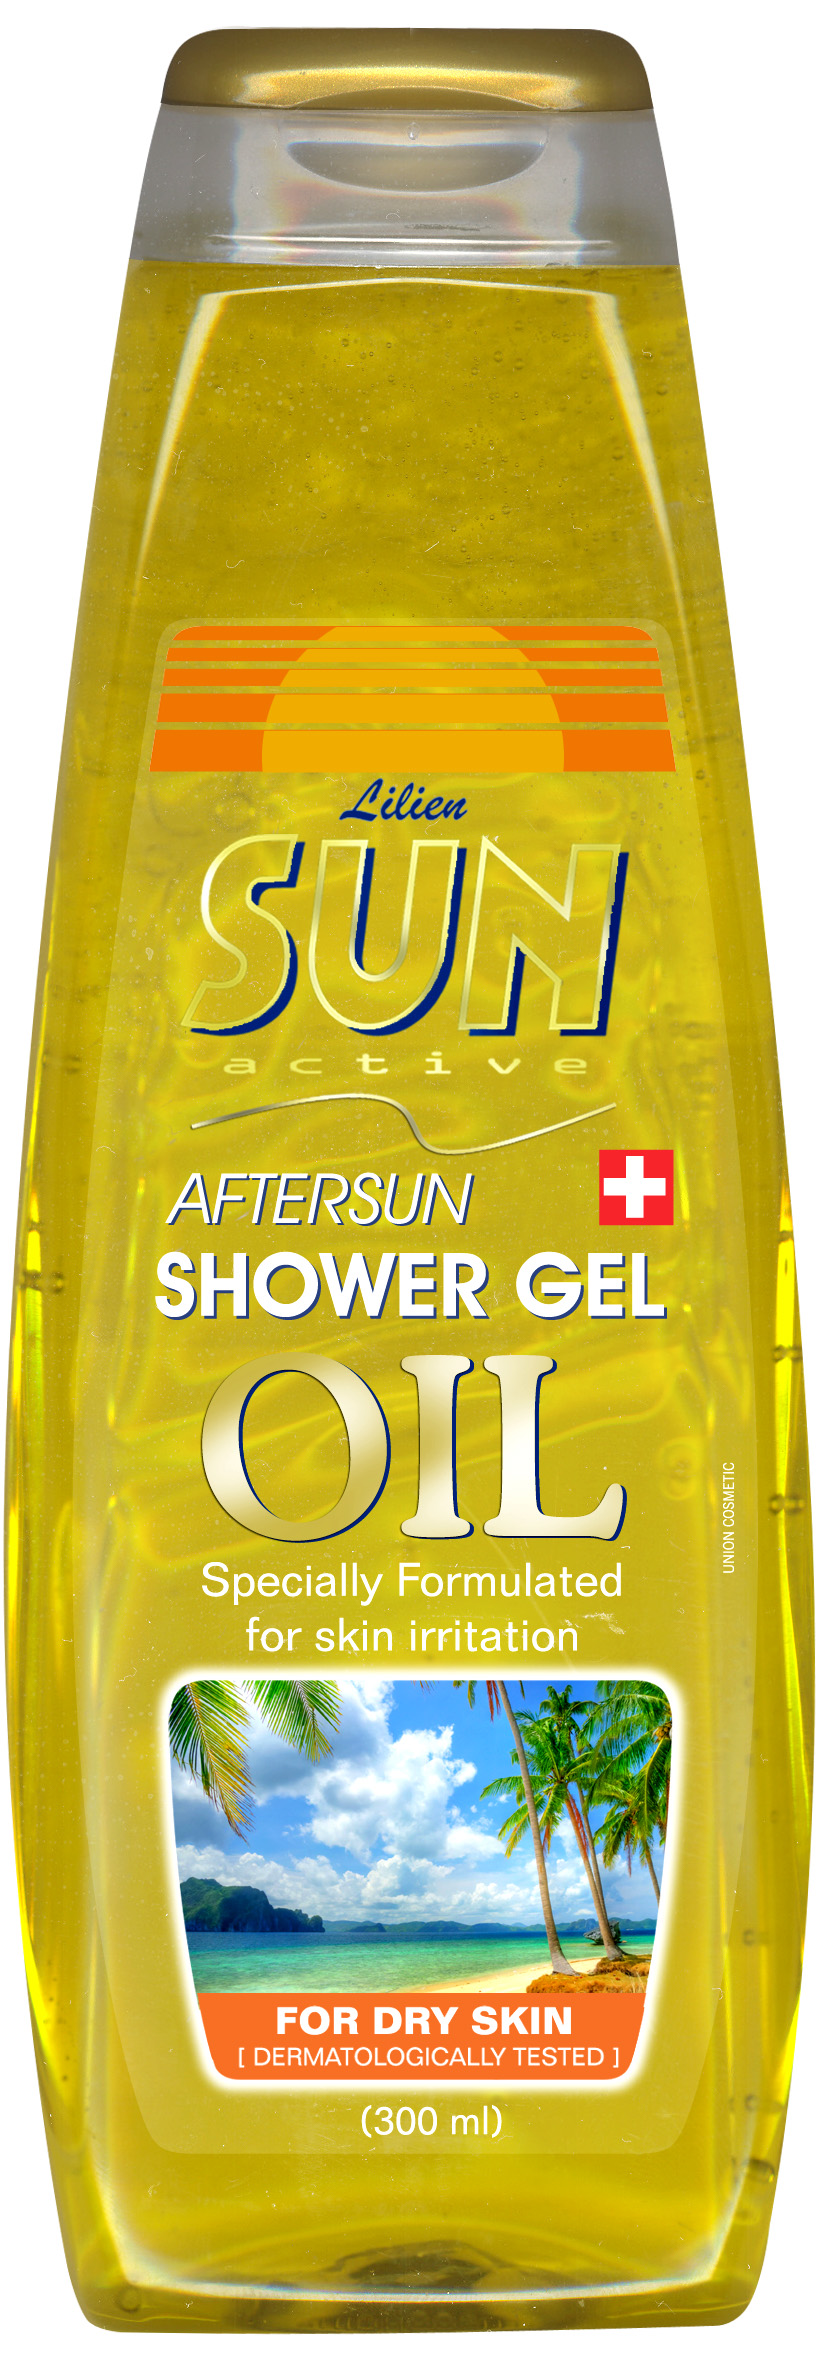 Lilien
SUN
active
AFTERSUN
SHOWER GEL
OIL
Specially Formulated
for skin irritation
UNION COSMETIC
FOR DRY SKIN
[ DERMATOLOGICALLY TESTED ]
(300 ml)